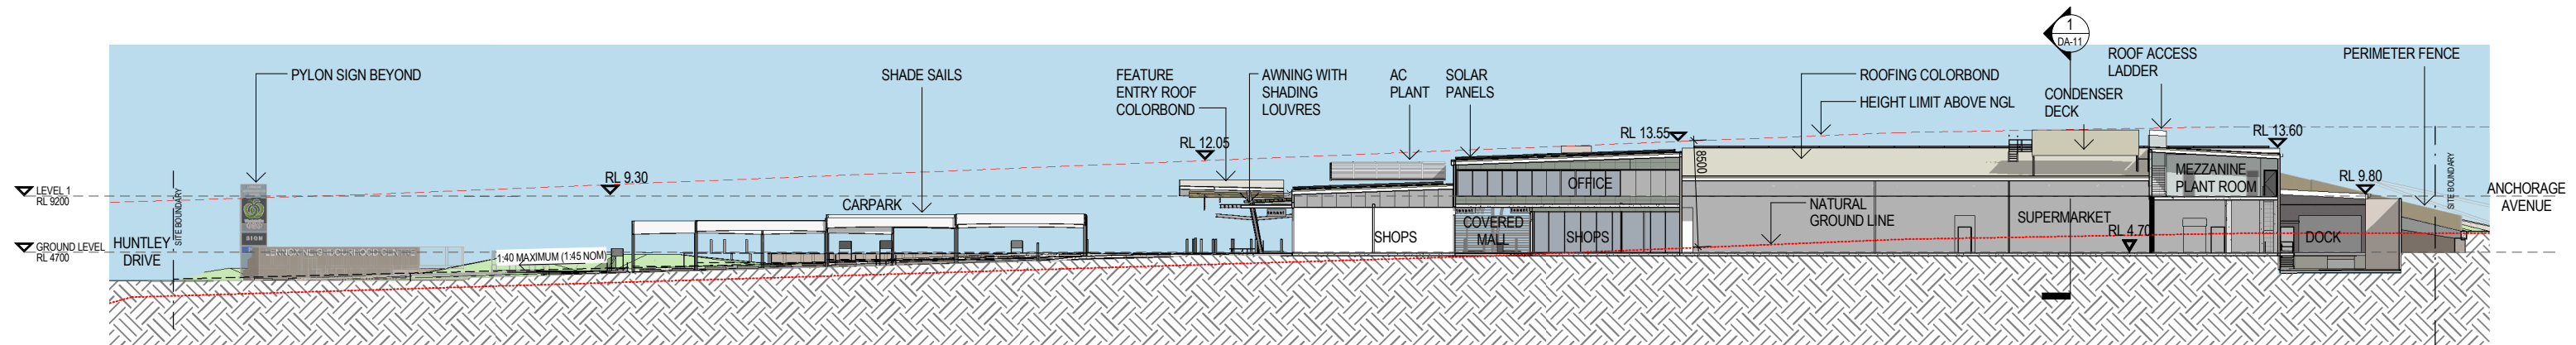 1
DA-11
PYLON SIGN BEYOND
SHADE SAILS
FEATURE
ENTRY ROOF
COLORBOND
AWNING WITH
SHADING
LOUVRES
AC
PLANT
SOLAR
PANELS
ROOFING COLORBOND
HEIGHT LIMIT ABOVE NGL
CONDENSER
DECK
ROOF ACCESS
LADDER
PERIMETER FENCE
RL 12.05
RL 13.55
RL 13.60
8500
LEVEL 1
RL 9200
SITE BOUNDARY
RL 9.30
CARPARK
OFFICE
MEZZANINE
PLANT ROOM
RL 9.80
SITE BOUNDARY
ANCHORAGE
AVENUE
NATURAL
GROUND LINE
SUPERMARKET
RL 4.70
GROUND LEVEL
RL 4700
HUNTLEY
DRIVE
SIGN
1:40 MAXIMUM (1:45 NOM)
SHOPS
COVERED
MALL
SHOPS
DOCK